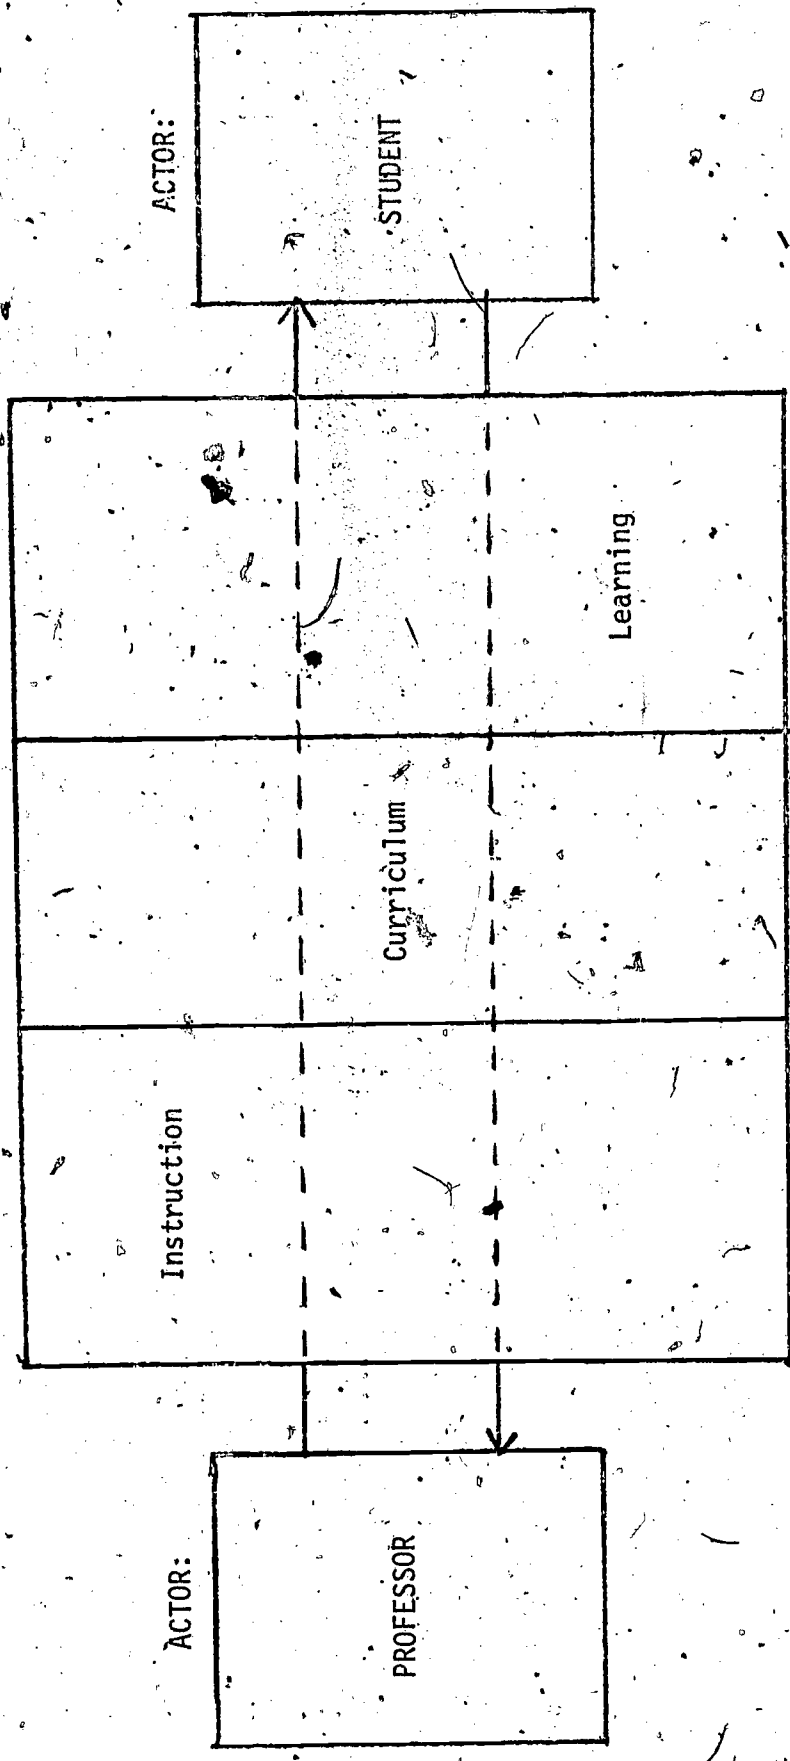 ACTOR:
PROFESSOR
Instruction
Curriculum
Learning
ACTOR:
STUDENT